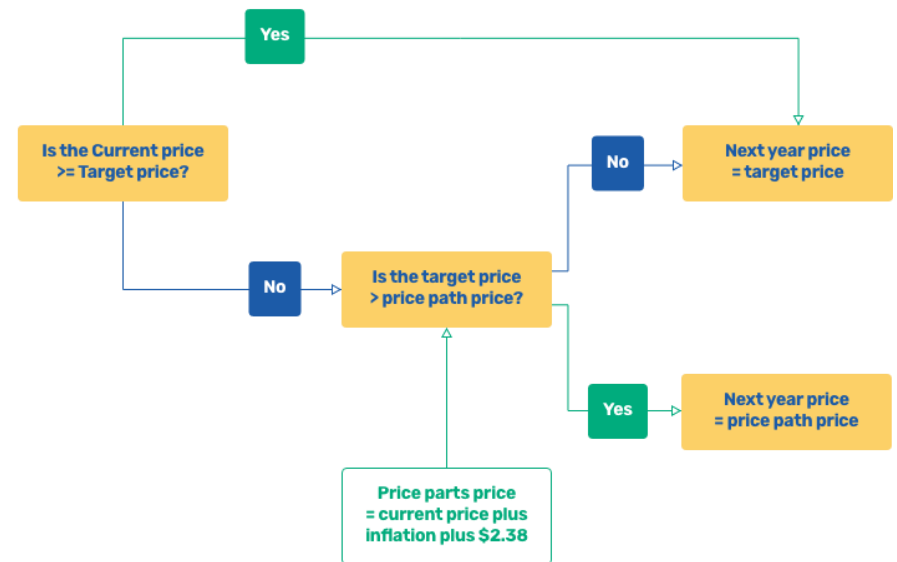 Yes
Is the Current price
>= Target price?
No
Next year price
= target price
No
Is the target price
> price path price?
Yes
Next year price
= price path price
Price parts price
= current price plus
inflation plus $2.38